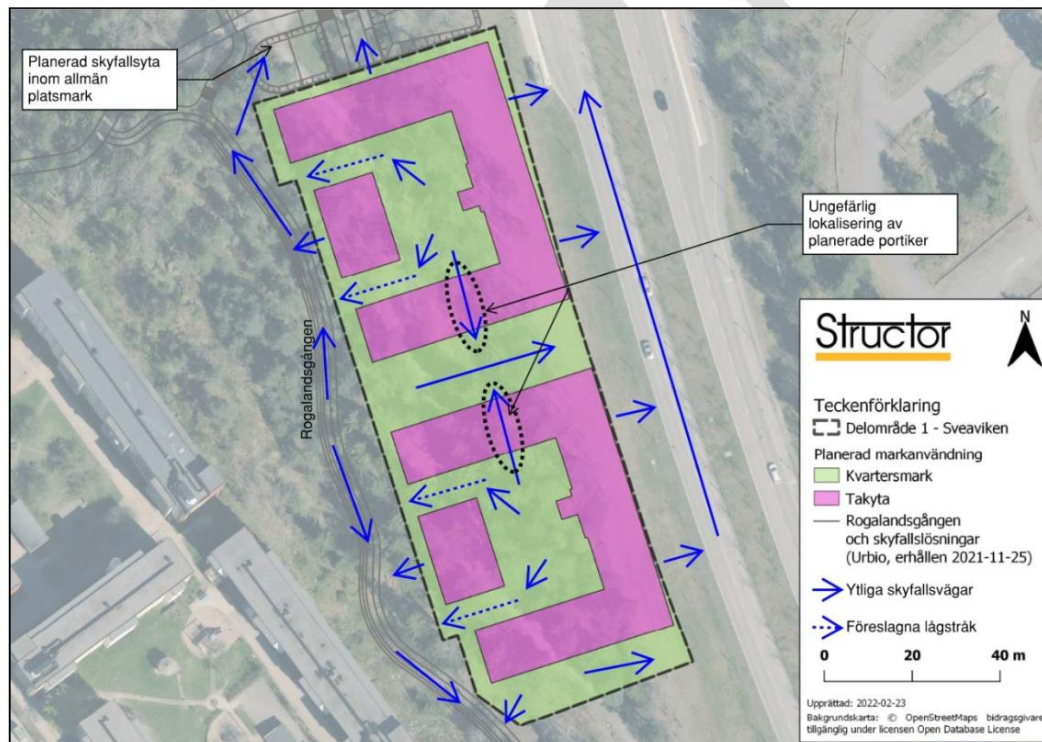 Planerad skyfallsyta
inom allmän
platsmark
Ungefärlig
lokalisering av
planerade portiker
Rogalandsgången
Structor
N
Teckenförklaring
Delområde 1 - Sveaviken
Planerad markanvändning
Kvartersmark
Takyta
Rogalandsgången
och skyfallslösningar
(Urbio, erhållen 2021-11-25)
Ytliga skyfallsvägar
Föreslagna lågstråk
0 20 40 m
Upprättad: 2022-02-23
Bakgrundskarta: © OpenStreetMaps bidragsgivare
tillgänglig under licensen Open Database License